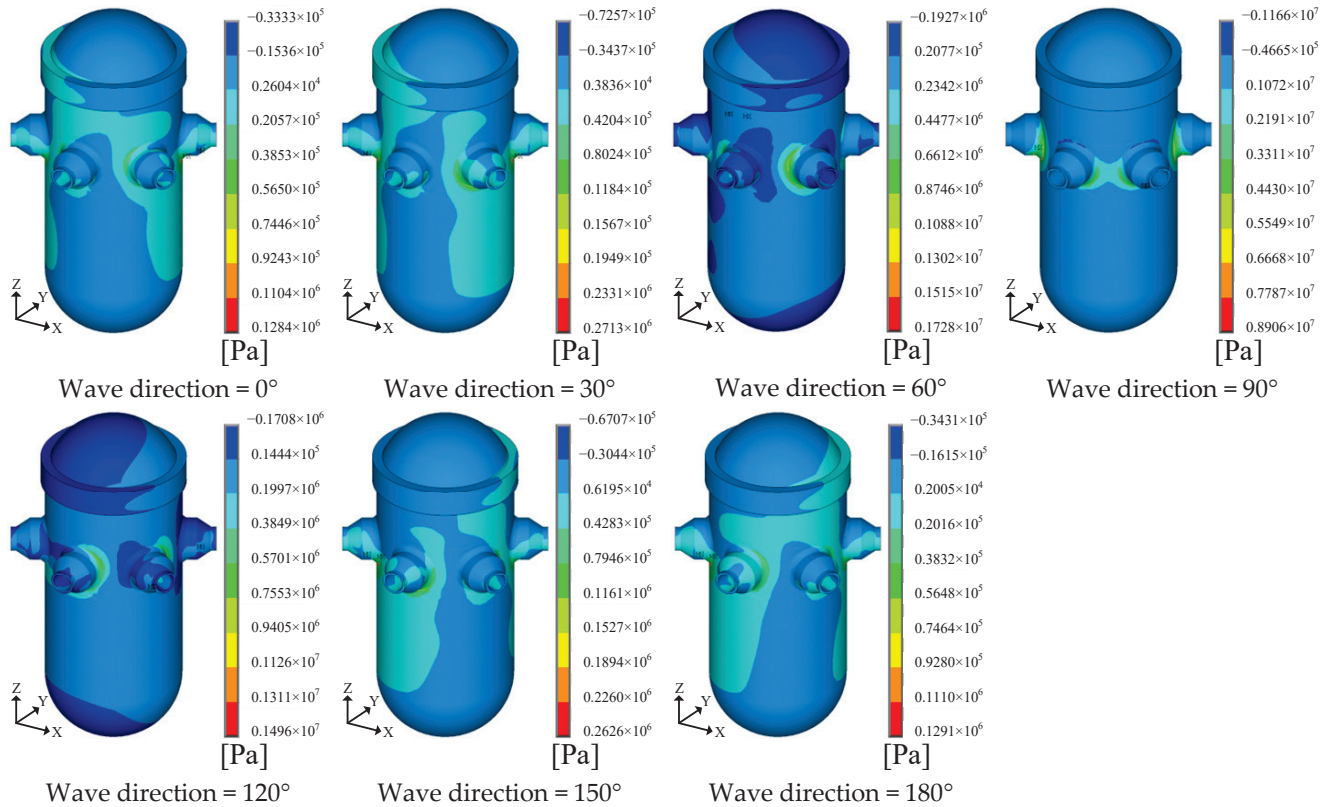 −0.3333×10⁵
−0.1536×10⁵
0.2604×10⁴
0.2057×10⁵
0.3853×10⁵
0.5650×10⁵
0.7446×10⁵
0.9243×10⁵
0.1104×10⁶
0.1284×10⁶
[Pa]
Z
Y
X
Wave direction = 0°
−0.7257×10⁵
−0.3437×10⁵
0.3836×10⁴
0.4204×10⁵
0.8024×10⁵
0.1184×10⁵
0.1567×10⁵
0.1949×10⁵
0.2331×10⁶
0.2713×10⁶
[Pa]
Z
Y
X
Wave direction = 30°
−0.1927×10⁶
0.2077×10⁵
0.2342×10⁶
0.4477×10⁶
0.6612×10⁶
0.8746×10⁶
0.1088×10⁷
0.1302×10⁷
0.1515×10⁷
0.1728×10⁷
[Pa]
Z
Y
X
Wave direction = 60°
−0.1166×10⁷
−0.4665×10⁵
0.1072×10⁷
0.2191×10⁷
0.3311×10⁷
0.4430×10⁷
0.5549×10⁷
0.6668×10⁷
0.7787×10⁷
0.8906×10⁷
[Pa]
Z
Y
X
Wave direction = 90°
−0.1708×10⁶
0.1444×10⁵
0.1997×10⁶
0.3849×10⁶
0.5701×10⁶
0.7553×10⁶
0.9405×10⁶
0.1126×10⁷
0.1311×10⁷
0.1496×10⁷
[Pa]
Z
Y
X
Wave direction = 120°
−0.6707×10⁵
−0.3044×10⁵
0.6195×10⁴
0.4283×10⁵
0.7946×10⁵
0.1161×10⁶
0.1527×10⁶
0.1894×10⁶
0.2260×10⁶
0.2626×10⁶
[Pa]
Z
Y
X
Wave direction = 150°
−0.3431×10⁵
−0.1615×10⁵
0.2005×10⁴
0.2016×10⁵
0.3832×10⁵
0.5648×10⁵
0.7464×10⁵
0.9280×10⁵
0.1110×10⁶
0.1291×10⁶
[Pa]
Z
Y
X
Wave direction = 180°